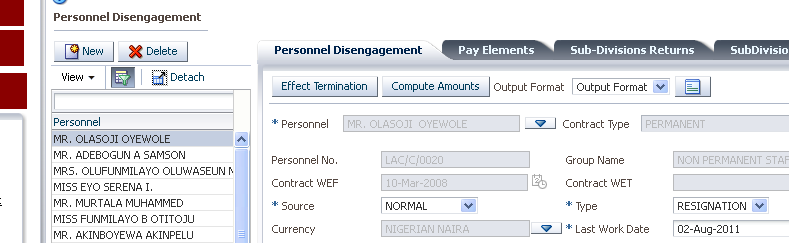 Personnel Disengagement
New Delete
View Detach
Personnel
MR. OLASOJI OYEWOLE
MR. ADEBOGUN A SAMSON
MRS. OLUFUNMILAYO OLUWASEUN
MISS EYO SERENA I.
MR. MURTALA MUHAMMED
MISS FUNMILAYO B OTITOJU
MR. AKINBOYEWA AKINPELU
Personnel Disengagement Pay Elements Sub-Divisions Returns SubDivisio
Effect Termination Compute Amounts Output Format Output Format
* Personnel MR. OLASOJI OYEWOLE Contract Type PERMANENT
Personnel No. LAC/C/0020 Group Name NON PERMANENT STAF
Contract WEF 10-Mar-2008 Contract WET
* Source NORMAL * Type RESIGNATION
Currency NIGERIAN NAIRA * Last Work Date 02-Aug-2011